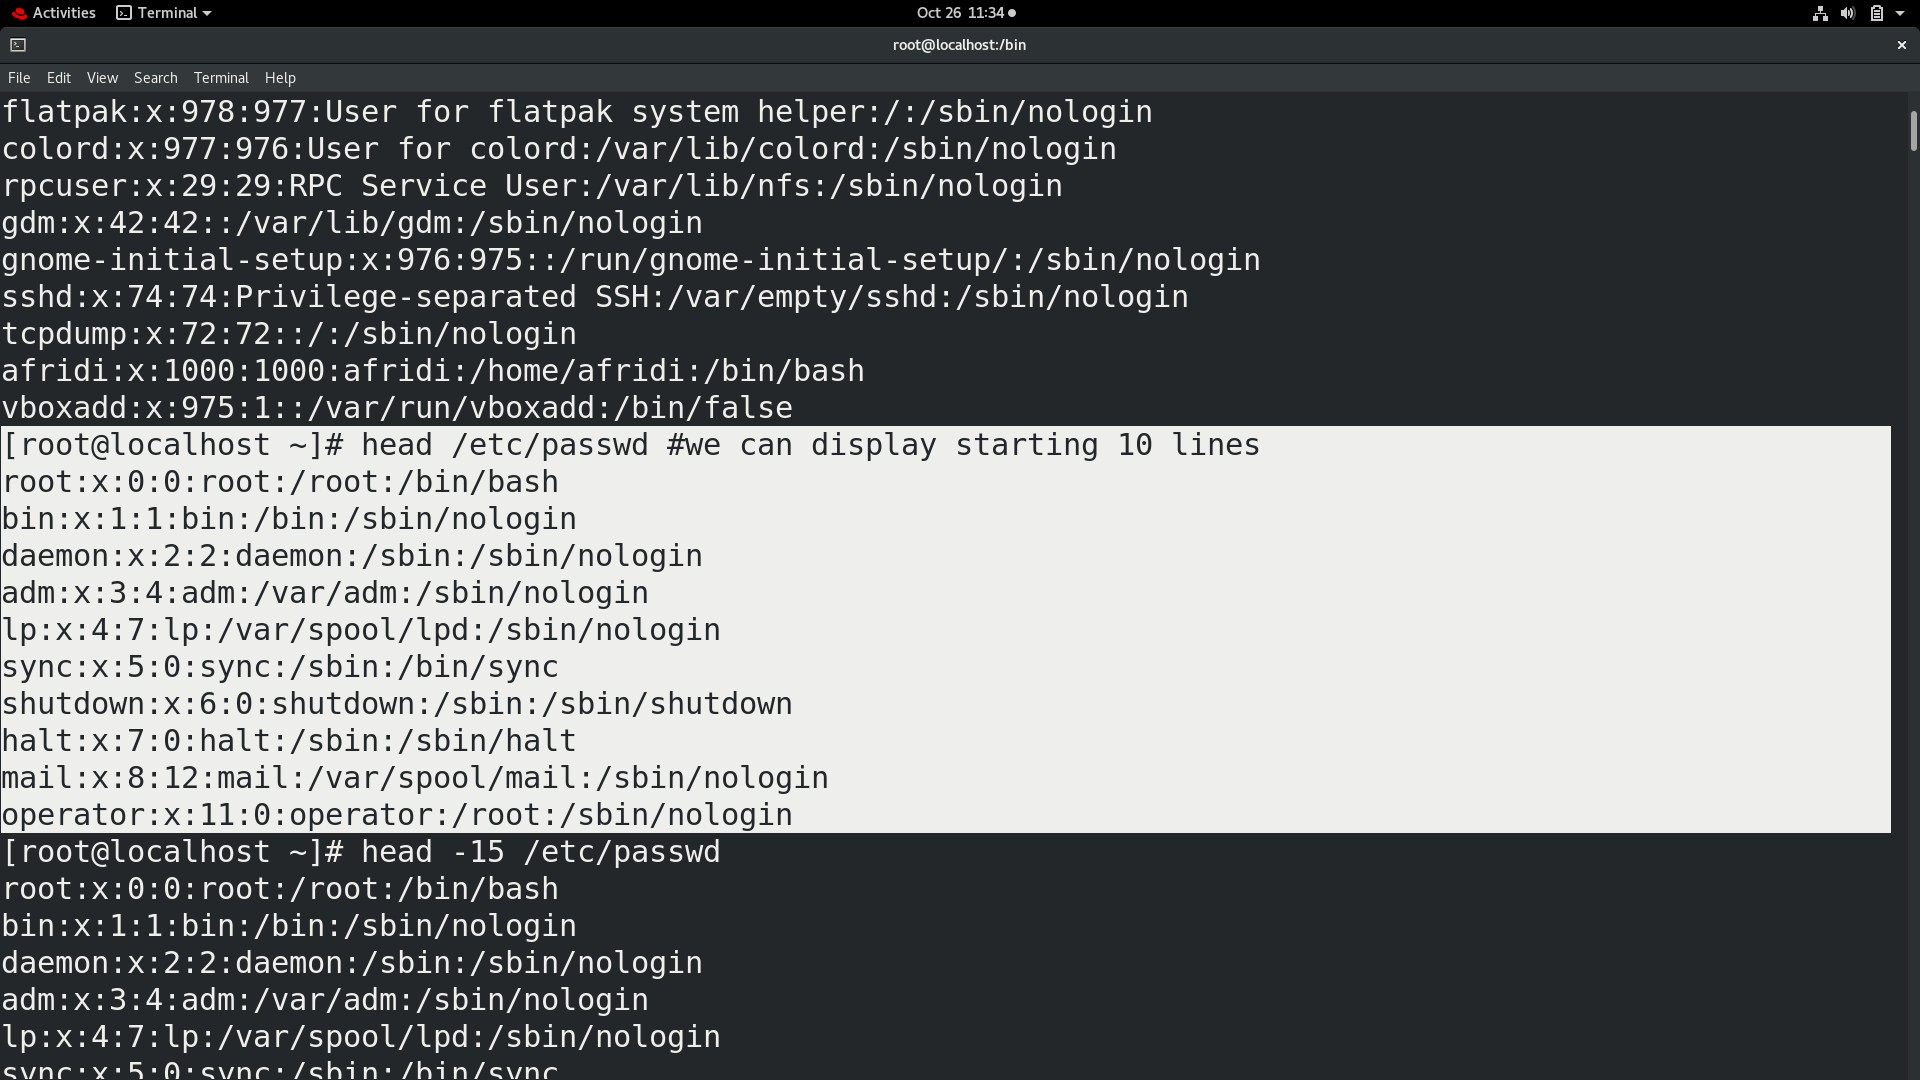 Activities Terminal Oct 26 11:34
root@localhost:/bin
File Edit View Search Terminal Help
flatpak:x:978:977:User for flatpak system helper:/:/sbin/nologin
colord:x:977:976:User for colord:/var/lib/colord:/sbin/nologin
rpcuser:x:29:29:RPC Service User:/var/lib/nfs:/sbin/nologin
gdm:x:42:42::/var/lib/gdm:/sbin/nologin
gnome-initial-setup:x:976:975::/run/gnome-initial-setup/:/sbin/nologin
sshd:x:74:74:Privilege-separated SSH:/var/empty/sshd:/sbin/nologin
tcpdump:x:72:72::/:/sbin/nologin
afridi:x:1000:1000:afridi:/home/afridi:/bin/bash
vboxadd:x:975:1::/var/run/vboxadd:/bin/false
[root@localhost ~]# head /etc/passwd #we can display starting 10 lines
root:x:0:0:root:/root:/bin/bash
bin:x:1:1:bin:/bin:/sbin/nologin
daemon:x:2:2:daemon:/sbin:/sbin/nologin
adm:x:3:4:adm:/var/adm:/sbin/nologin
lp:x:4:7:lp:/var/spool/lpd:/sbin/nologin
sync:x:5:0:sync:/sbin:/bin/sync
shutdown:x:6:0:shutdown:/sbin:/sbin/shutdown
halt:x:7:0:halt:/sbin:/sbin/halt
mail:x:8:12:mail:/var/spool/mail:/sbin/nologin
operator:x:11:0:operator:/root:/sbin/nologin
[root@localhost ~]# head -15 /etc/passwd
root:x:0:0:root:/root:/bin/bash
bin:x:1:1:bin:/bin:/sbin/nologin
daemon:x:2:2:daemon:/sbin:/sbin/nologin
adm:x:3:4:adm:/var/adm:/sbin/nologin
lp:x:4:7:lp:/var/spool/lpd:/sbin/nologin
sync:x:5:0:sync:/sbin:/bin/sync